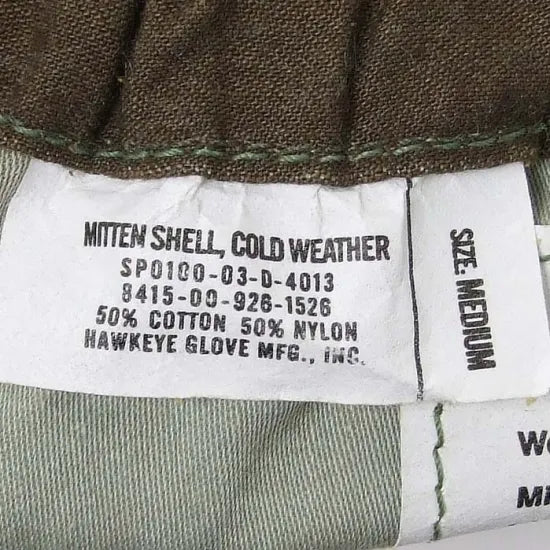 MITTEN SHELL, COLD WEATHER
SP0100-03-D-4013
8415-00-926-1526
50% COTTON 50% NYLON
HAWKEYE GLOVE MFG., INC.
SIZE: MEDIUM